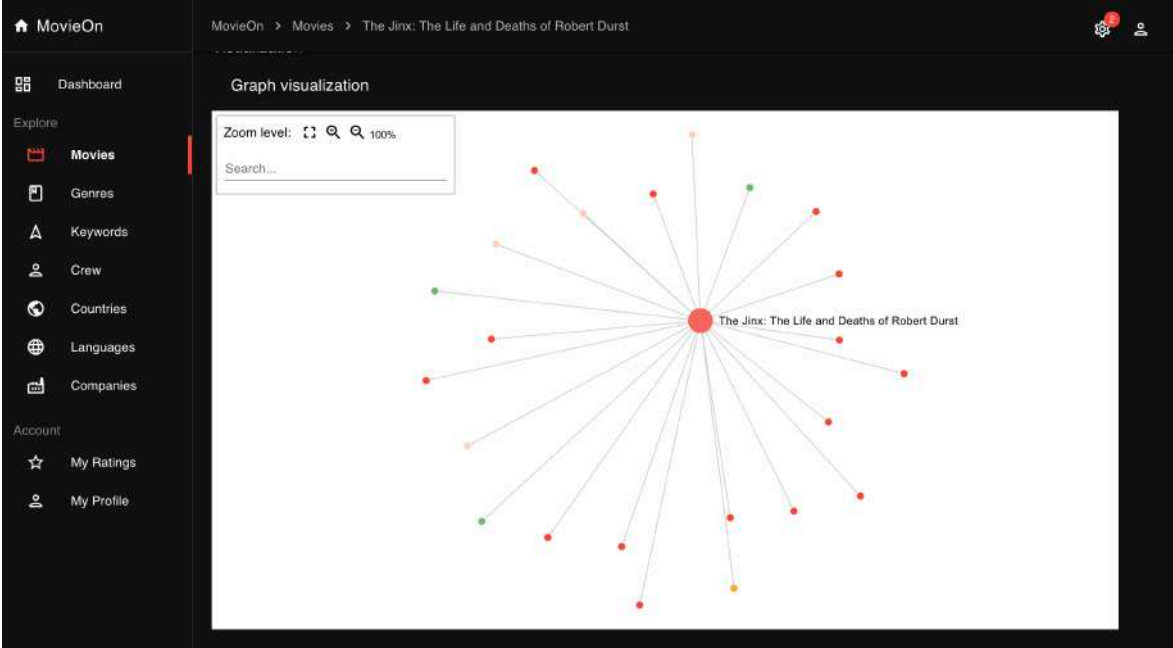 MovieOn
MovieOn > Movies > The Jinx: The Life and Deaths of Robert Durst
2
Dashboard
Graph visualization
Explore
Movies
Genres
Keywords
Crew
Countries
Languages
Companies
Account
My Ratings
My Profile
Zoom level: 100%
Search...
The Jinx: The Life and Deaths of Robert Durst